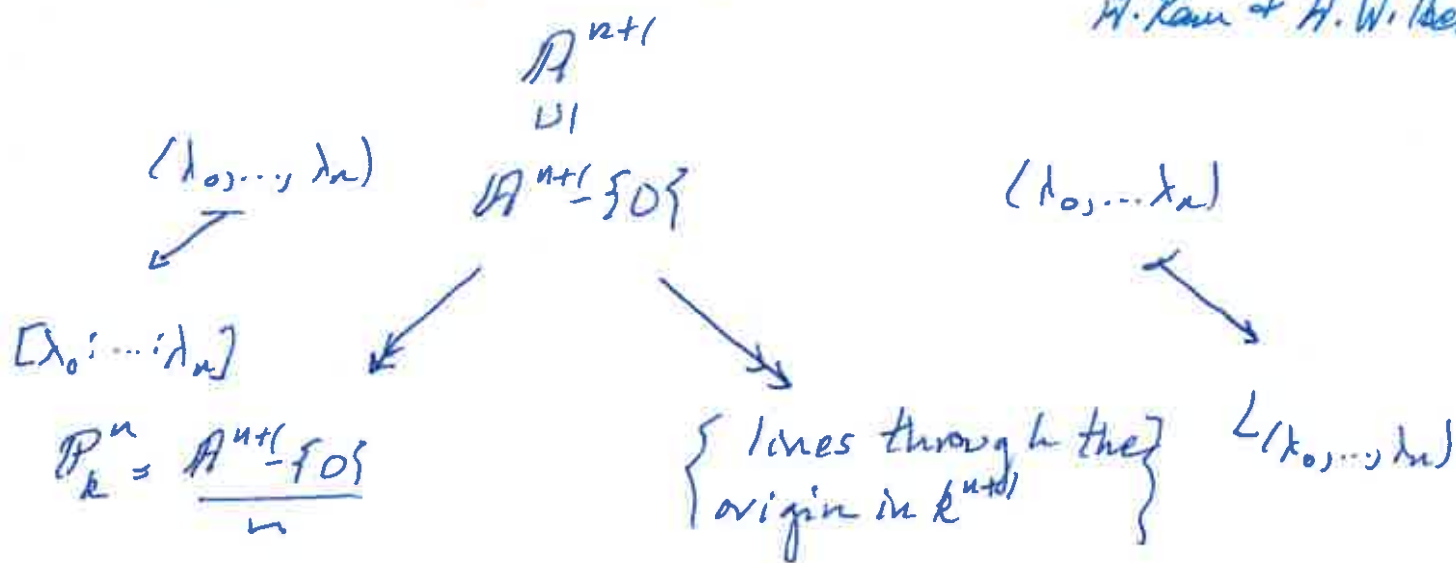 𝔸^{n+1}
∪|
(λ_0,…, λ_n) 𝔸^{n+1}-{0} (λ_0,…λ_n)
[λ_0:…:λ_n]
ℙ^n_k = 𝔸^{n+1}-{0} / ~ { lines through the origin in k^{n+1} } L_{(λ_0,…,λ_n)}